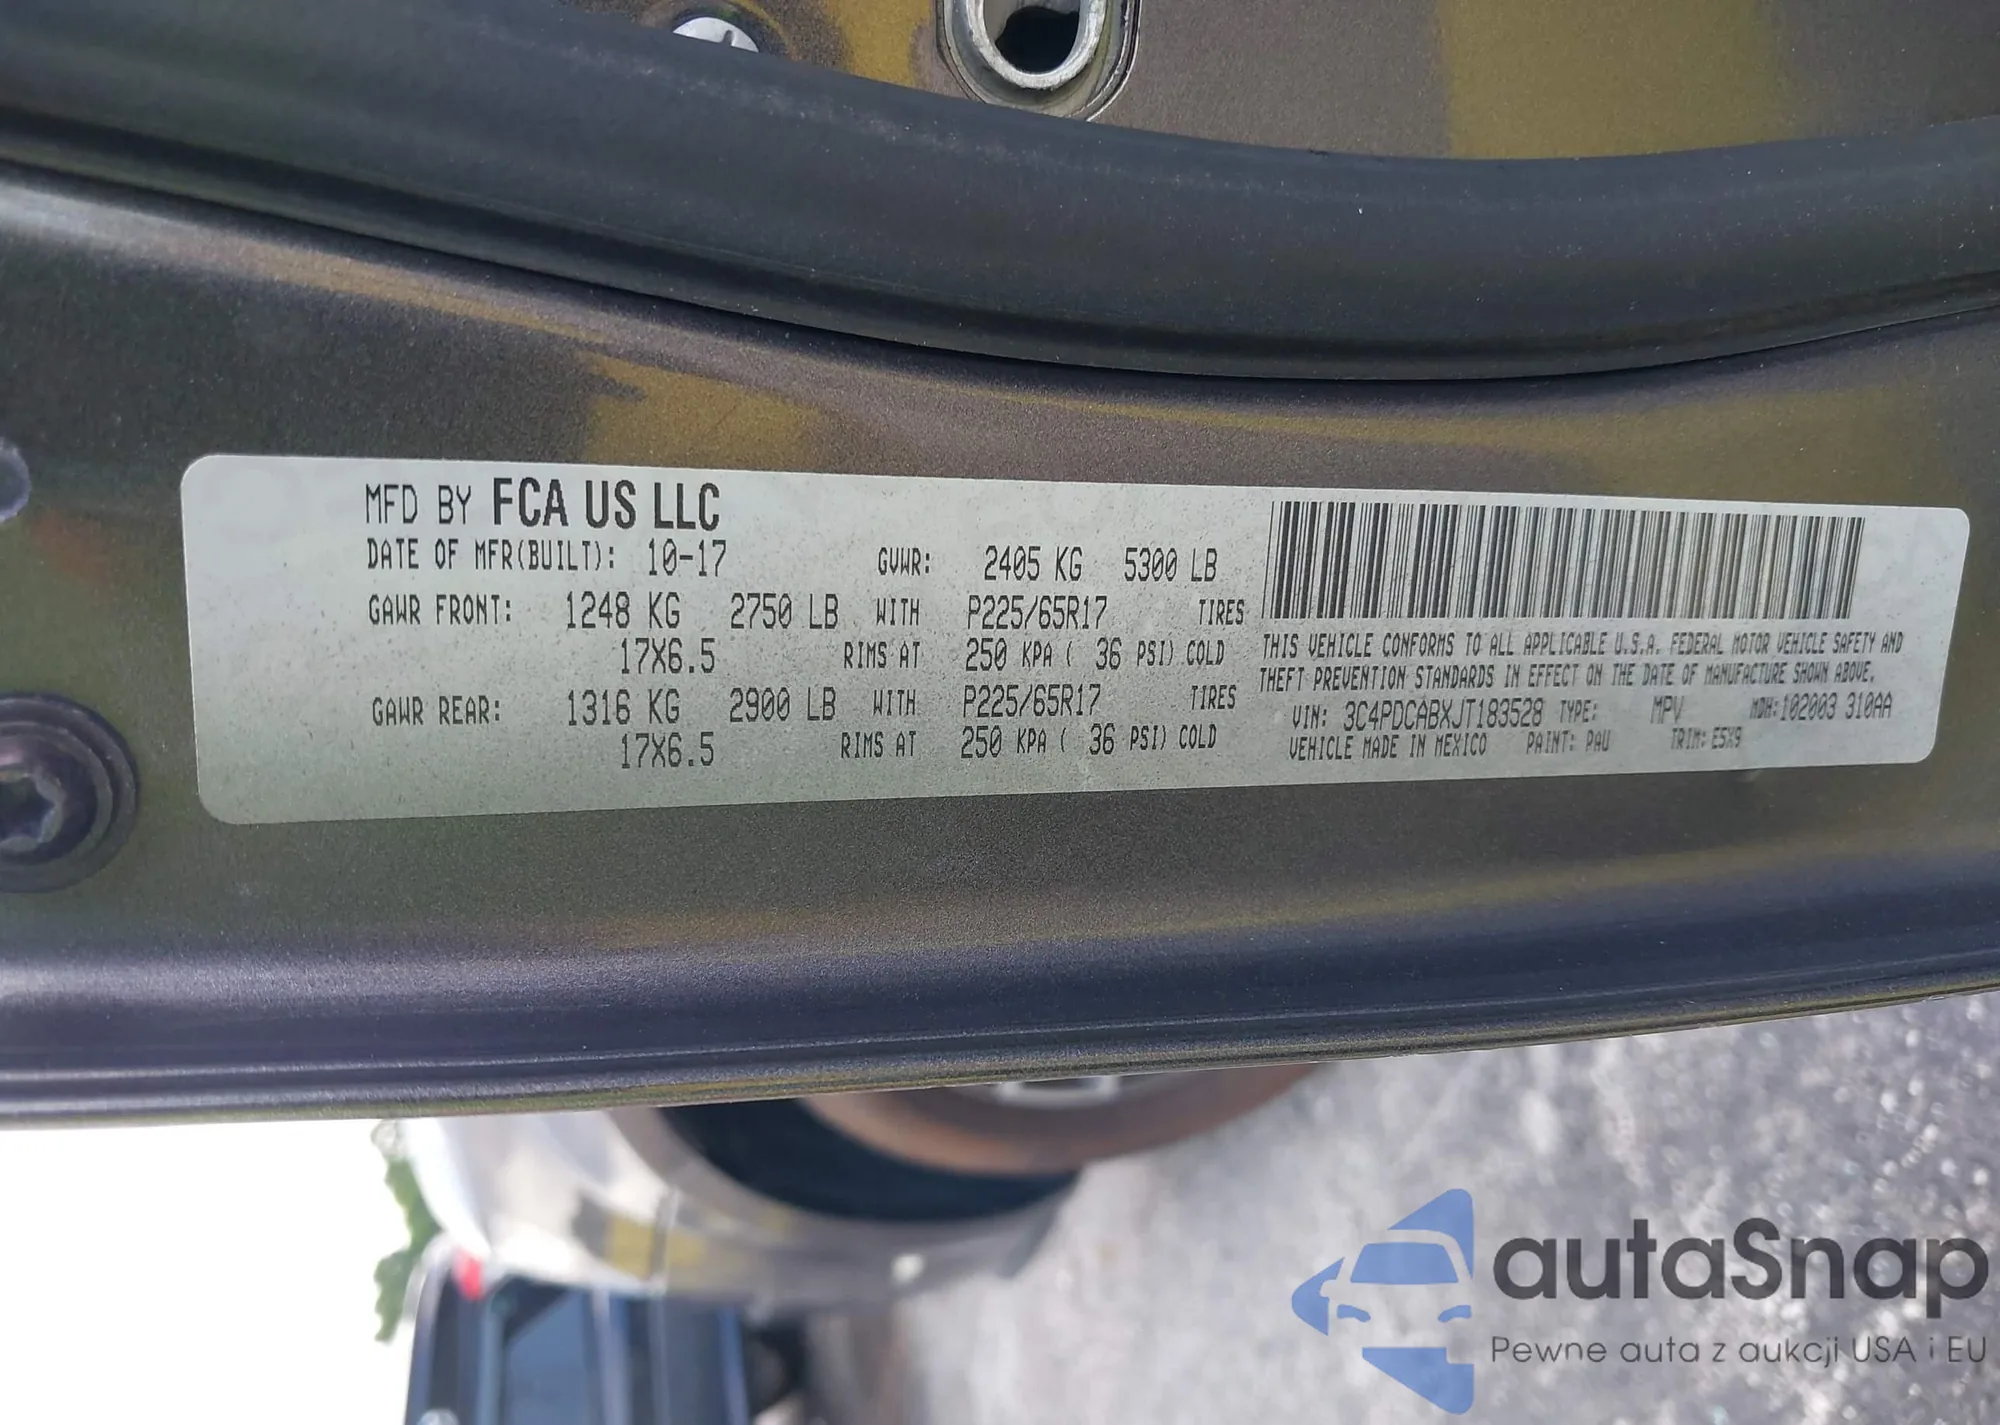 MFD BY FCA US LLC
DATE OF MFR(BUILT): 10-17 GVWR: 2405 KG 5300 LB
GAWR FRONT: 1248 KG 2750 LB WITH P225/65R17 TIRES
17X6.5 RIMS AT 250 KPA ( 36 PSI) COLD
GAWR REAR: 1316 KG 2900 LB WITH P225/65R17 TIRES
17X6.5 RIMS AT 250 KPA ( 36 PSI) COLD
THIS VEHICLE CONFORMS TO ALL APPLICABLE U.S.A. FEDERAL MOTOR VEHICLE SAFETY AND
THEFT PREVENTION STANDARDS IN EFFECT ON THE DATE OF MANUFACTURE SHOWN ABOVE.
VIN: 3C4PDCABXJT183528 TYPE: MPV MDH:102003 310AA
VEHICLE MADE IN MEXICO PAINT: PAU TRIM: E5X9
autaSnap
Pewne auta z aukcji USA i EU